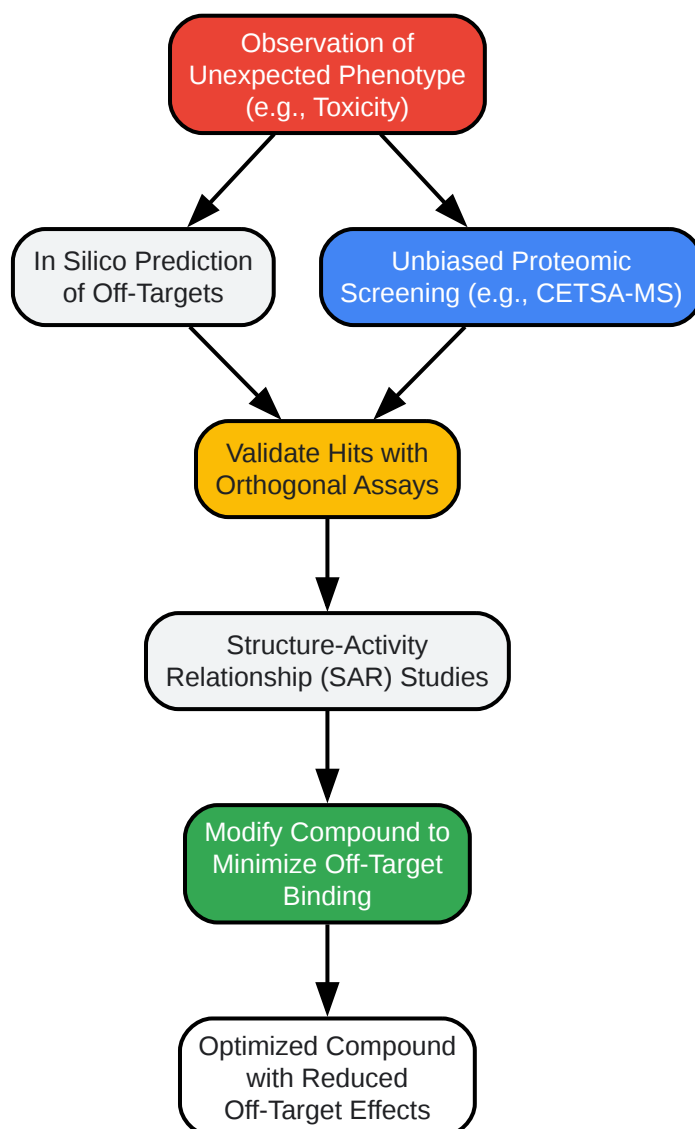 Observation of
Unexpected Phenotype
(e.g., Toxicity)
In Silico Prediction
of Off-Targets
Unbiased Proteomic
Screening (e.g., CETSA-MS)
Validate Hits with
Orthogonal Assays
Structure-Activity
Relationship (SAR) Studies
Modify Compound to
Minimize Off-Target
Binding
Optimized Compound
with Reduced
Off-Target Effects